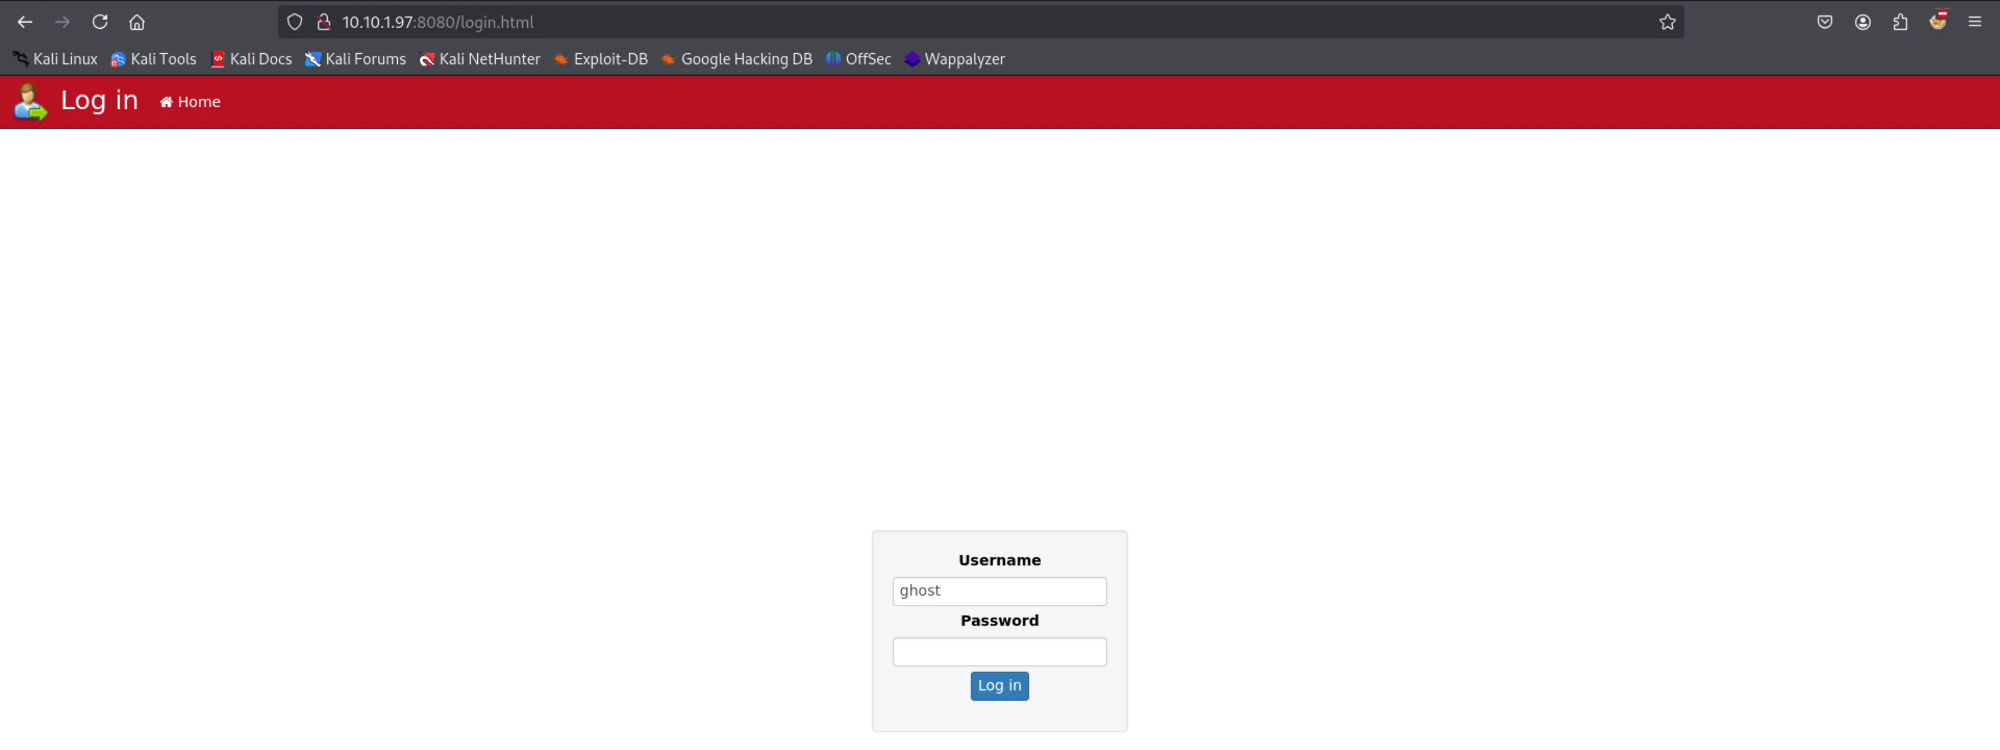 10.10.1.97:8080/login.html
Kali Linux Kali Tools Kali Docs Kali Forums Kali NetHunter Exploit-DB Google Hacking DB OffSec Wappalyzer
Log in Home
Username
ghost
Password
Log in